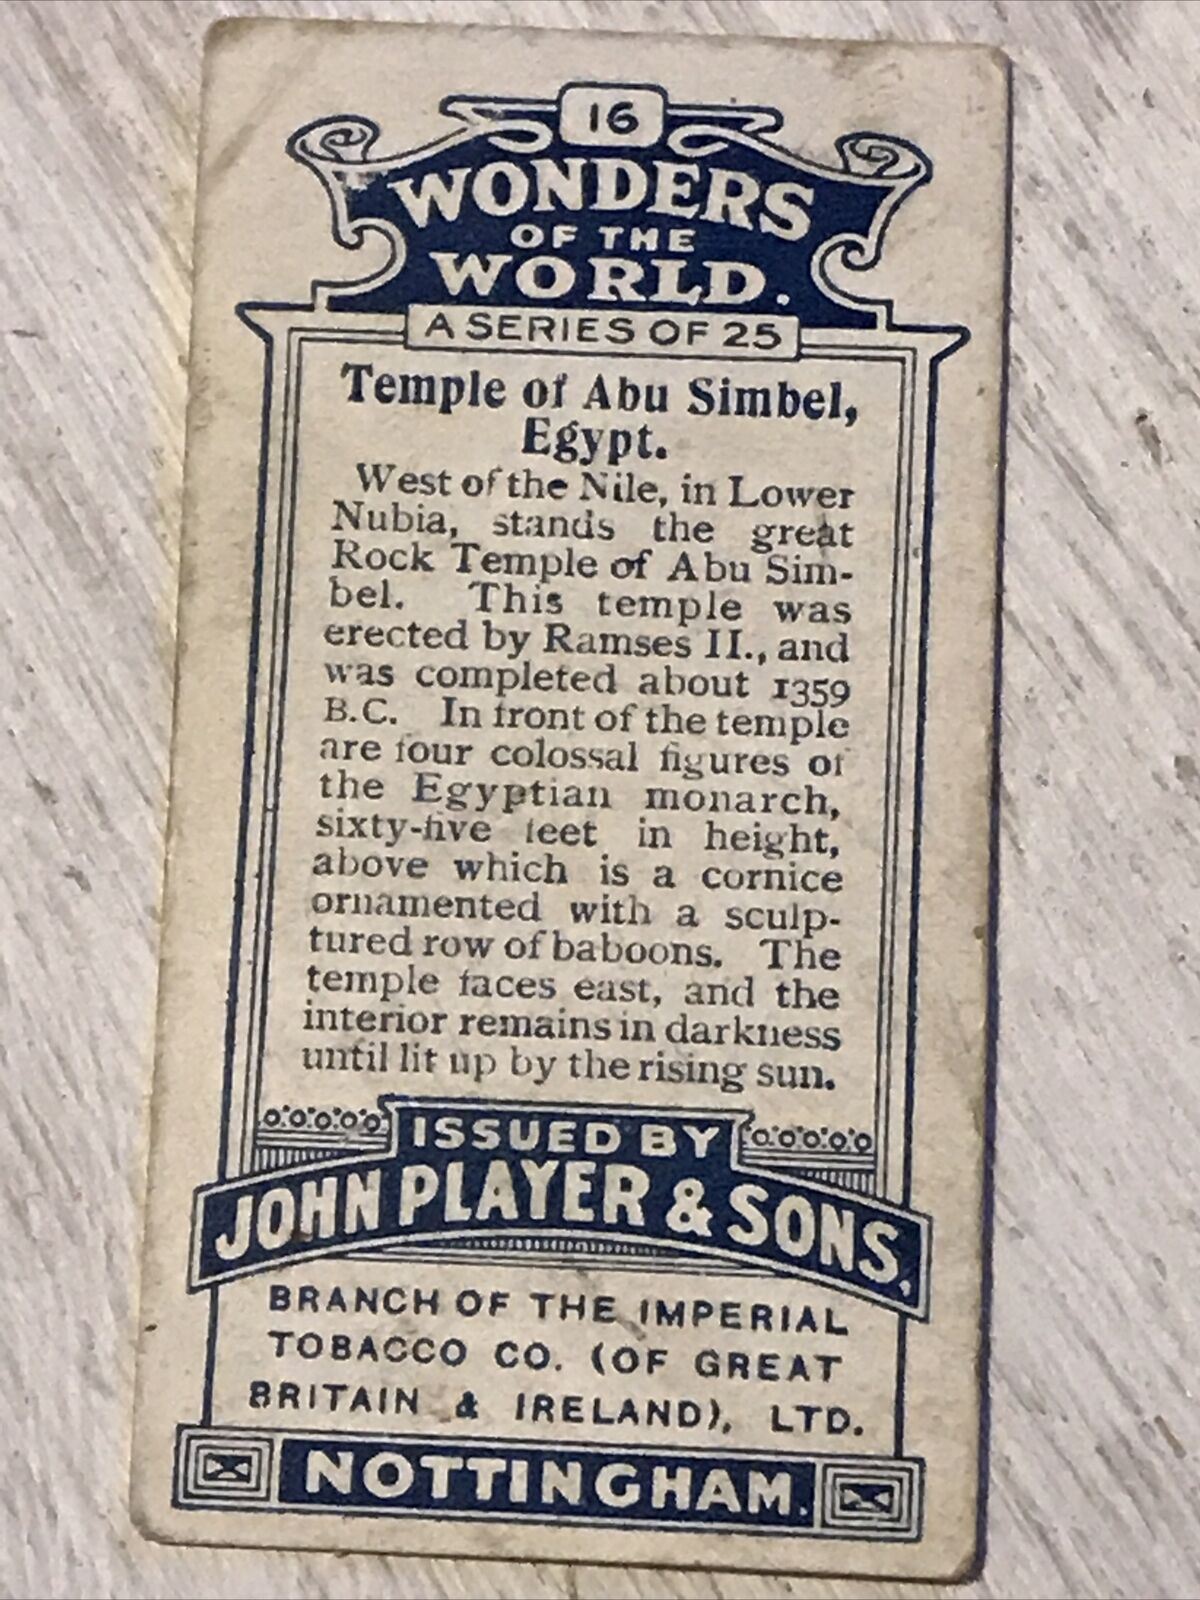 16
WONDERS
OF THE
WORLD.
A SERIES OF 25
Temple of Abu Simbel,
Egypt.
West of the Nile, in Lower
Nubia, stands the great
Rock Temple of Abu Sim-
bel. This temple was
erected by Ramses II., and
was completed about 1359
B.C. In front of the temple
are four colossal figures of
the Egyptian monarch,
sixty-five feet in height,
above which is a cornice
ornamented with a sculp-
tured row of baboons. The
temple faces east, and the
interior remains in darkness
until lit up by the rising sun.
ISSUED BY
JOHN PLAYER & SONS.
BRANCH OF THE IMPERIAL
TOBACCO CO. (OF GREAT
BRITAIN & IRELAND), LTD.
NOTTINGHAM.